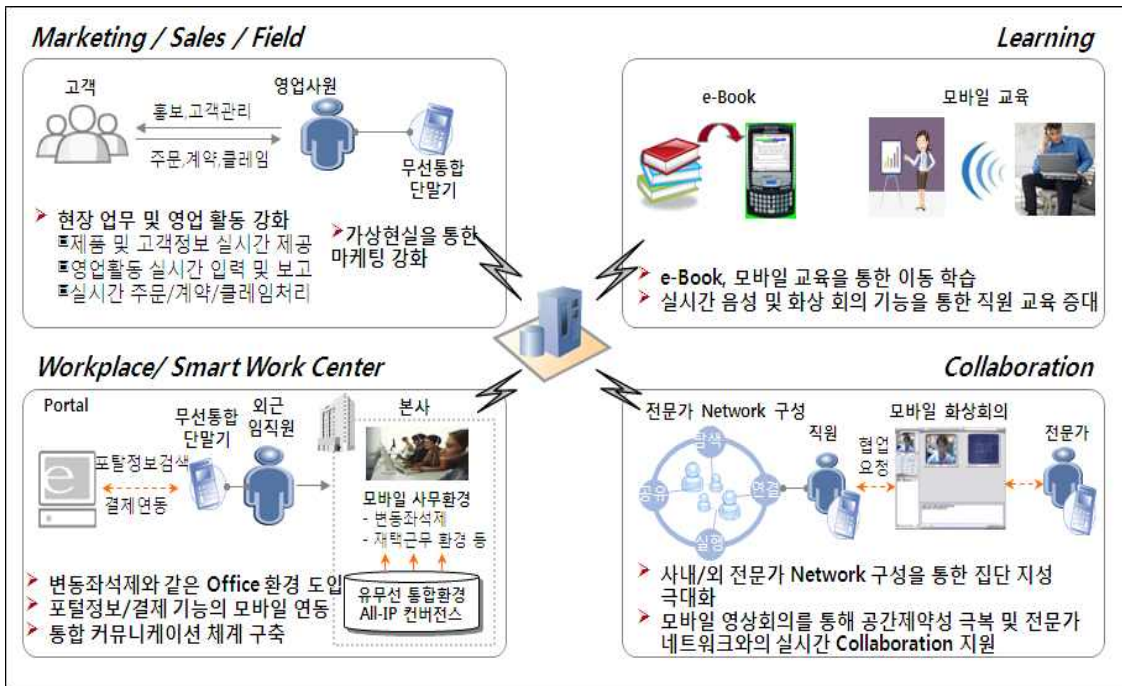 Marketing / Sales / Field
고객
영업사원
홍보,고객관리
주문,계약,클레임
무선통합
단말기
현장 업무 및 영업 활동 강화
제품 및 고객정보 실시간 제공
영업활동 실시간 입력 및 보고
실시간 주문/계약/클레임처리
가상현실을 통한
마케팅 강화
Learning
e-Book
모바일 교육
e-Book, 모바일 교육을 통한 이동 학습
실시간 음성 및 화상 회의 기능을 통한 직원 교육 증대
Workplace/ Smart Work Center
Portal
무선통합
단말기
외근
임직원
본사
포탈정보검색
결제연동
모바일 사무환경
- 변동좌석제
- 재택근무 환경 등
유무선 통합환경
All-IP 컨버전스
변동좌석제와 같은 Office 환경 도입
포털정보/결제 기능의 모바일 연동
통합 커뮤니케이션 체계 구축
Collaboration
전문가 Network 구성
탐색
공유
연결
실행
직원
협업
요청
모바일 화상회의
전문가
사내/외 전문가 Network 구성을 통한 집단 지성
극대화
모바일 영상회의를 통해 공간제약성 극복 및 전문가
네트워크와의 실시간 Collaboration 지원